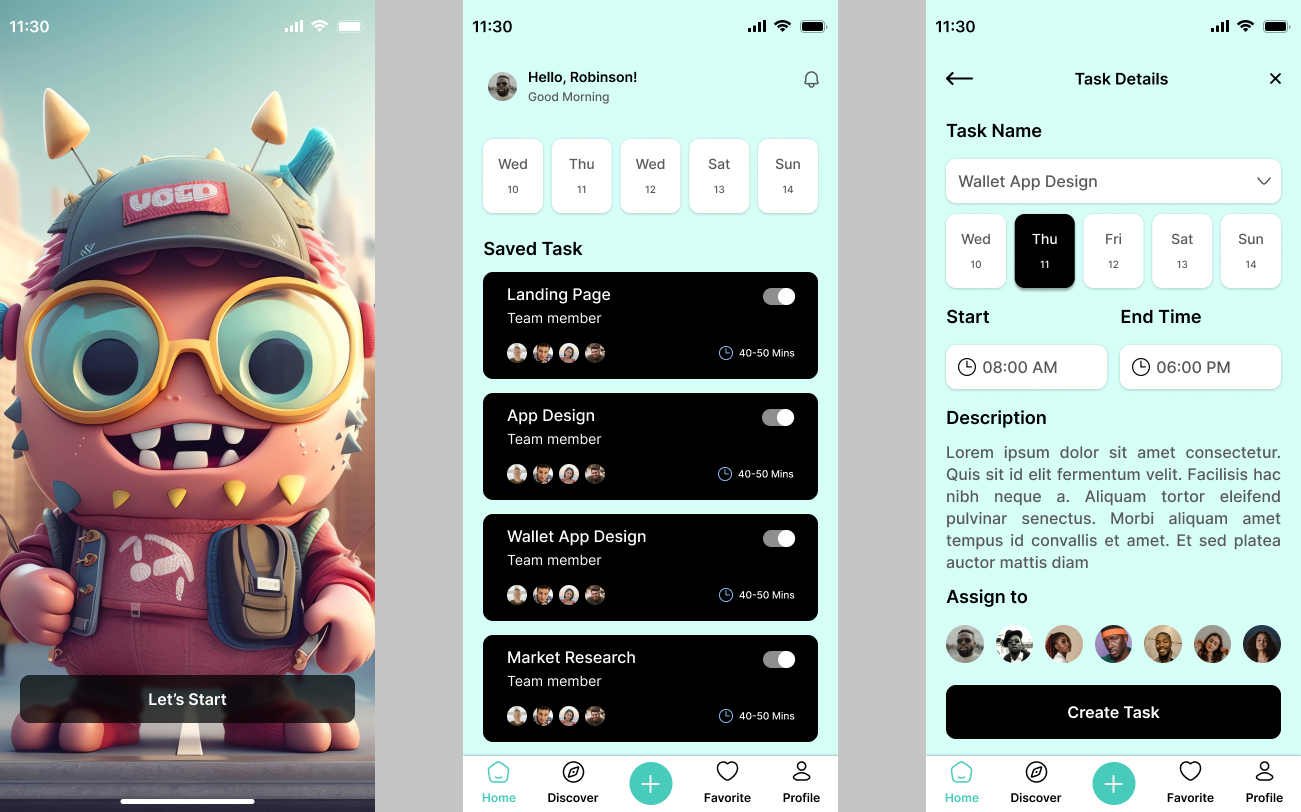 11:30
VOED
Let's Start
11:30
Hello, Robinson!
Good Morning
Wed Thu Wed Sat Sun
10 11 12 13 14
Saved Task
Landing Page
Team member
40-50 Mins
App Design
Team member
40-50 Mins
Wallet App Design
Team member
40-50 Mins
Market Research
Team member
40-50 Mins
Home Discover Favorite Profile
11:30
Task Details
Task Name
Wallet App Design
Wed Thu Fri Sat Sun
10 11 12 13 14
Start End Time
08:00 AM 06:00 PM
Description
Lorem ipsum dolor sit amet consectetur.
Quis sit id elit fermentum velit. Facilisis hac
nibh neque a. Aliquam tortor eleifend
pulvinar senectus. Morbi aliquam amet
tempus id convallis et amet. Et sed platea
auctor mattis diam
Assign to
Create Task
Home Discover Favorite Profile